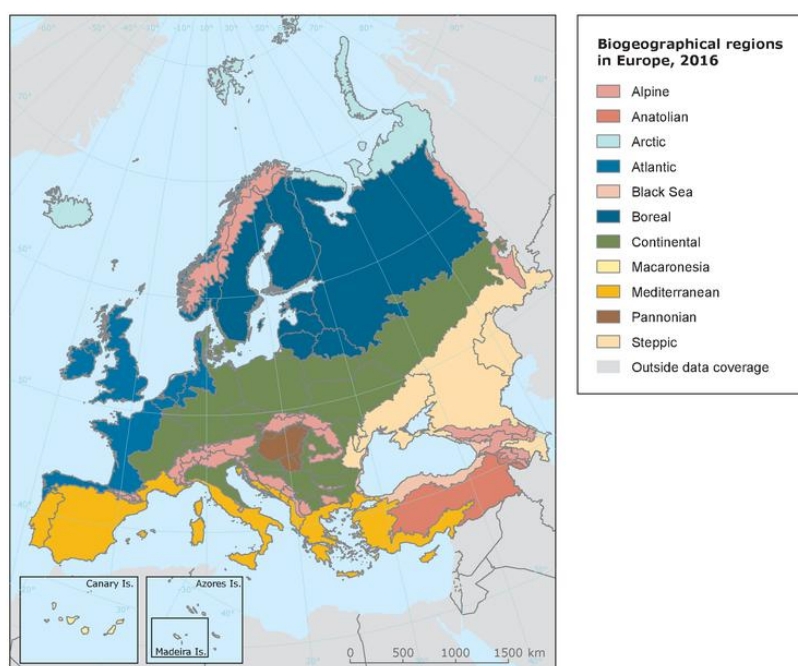 Biogeographical regions
in Europe, 2016
Alpine
Anatolian
Arctic
Atlantic
Black Sea
Boreal
Continental
Macaronesia
Mediterranean
Pannonian
Steppic
Outside data coverage
Canary Is.
Azores Is.
Madeira Is.
0 500 1000 1500 km